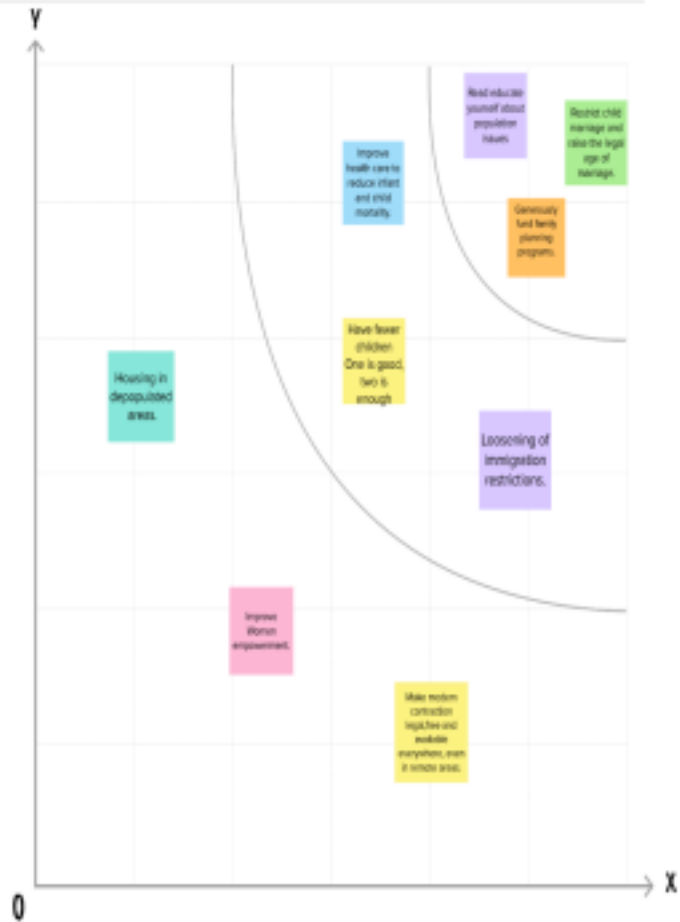 Y
Read educate
yourself about
population
issues
Restrict child
marriage and
raise the legal
age of
marriage.
Improve
health care to
reduce infant
and child
mortality.
Generously
fund family
planning
programs.
Have fewer
children
One is good,
two is
enough
Housing in
depopulated
areas.
Loosening of
immigration
restrictions.
Improve
Woman
empowerment.
Make modern
contraction
legal,free and
available
everywhere, even
in remote areas.
X
0